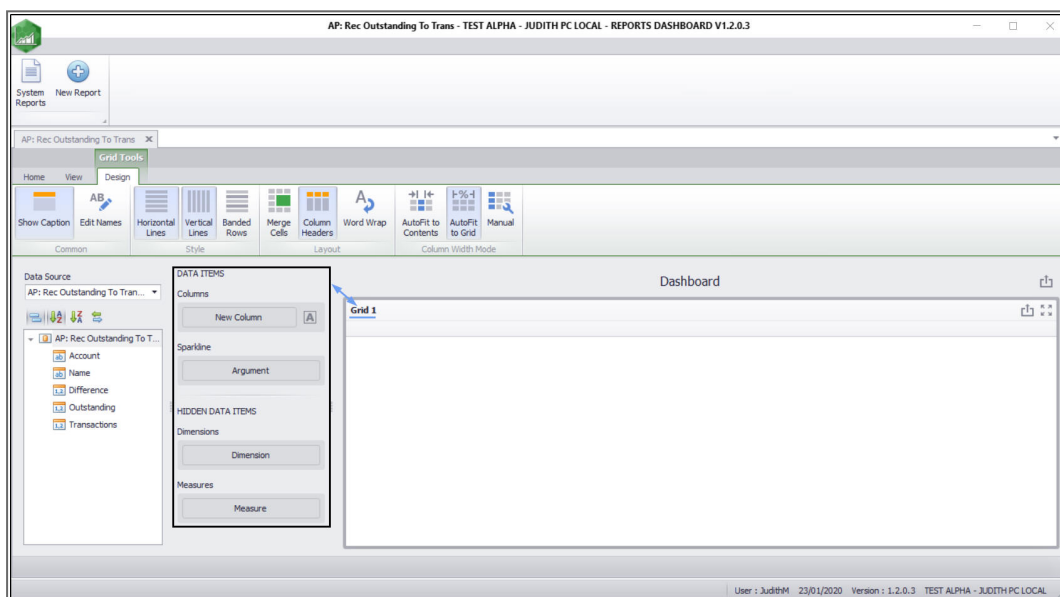 AP: Rec Outstanding To Trans - TEST ALPHA - JUDITH PC LOCAL - REPORTS DASHBOARD V1.2.0.3
System Reports
New Report
AP: Rec Outstanding To Trans
Grid Tools
Home View Design
Show Caption
Edit Names
Horizontal Lines
Vertical Lines
Banded Rows
Merge Cells
Column Headers
Word Wrap
AutoFit to Contents
AutoFit to Grid
Manual
Common Style Layout Column Width Mode
Data Source
AP: Rec Outstanding To Tran...
AP: Rec Outstanding To T...
Account
Name
Difference
Outstanding
Transactions
DATA ITEMS
Columns
New Column
Sparkline
Argument
HIDDEN DATA ITEMS
Dimensions
Dimension
Measures
Measure
Dashboard
Grid 1
User : JudithM 23/01/2020 Version : 1.2.0.3 TEST ALPHA - JUDITH PC LOCAL